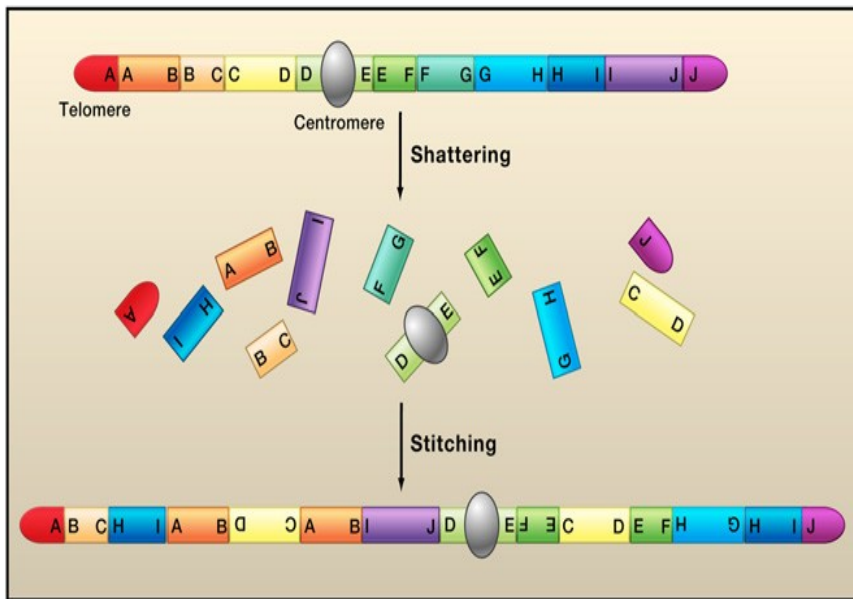 A A B B C C D D E E F F G G H H I I J J
Telomere
Centromere
Shattering
A
I H
A B
B C
J I
F G
D E
E F
G H
J
C D
Stitching
A B C H I A B D C A B I J D E F E C D E F H G H I J